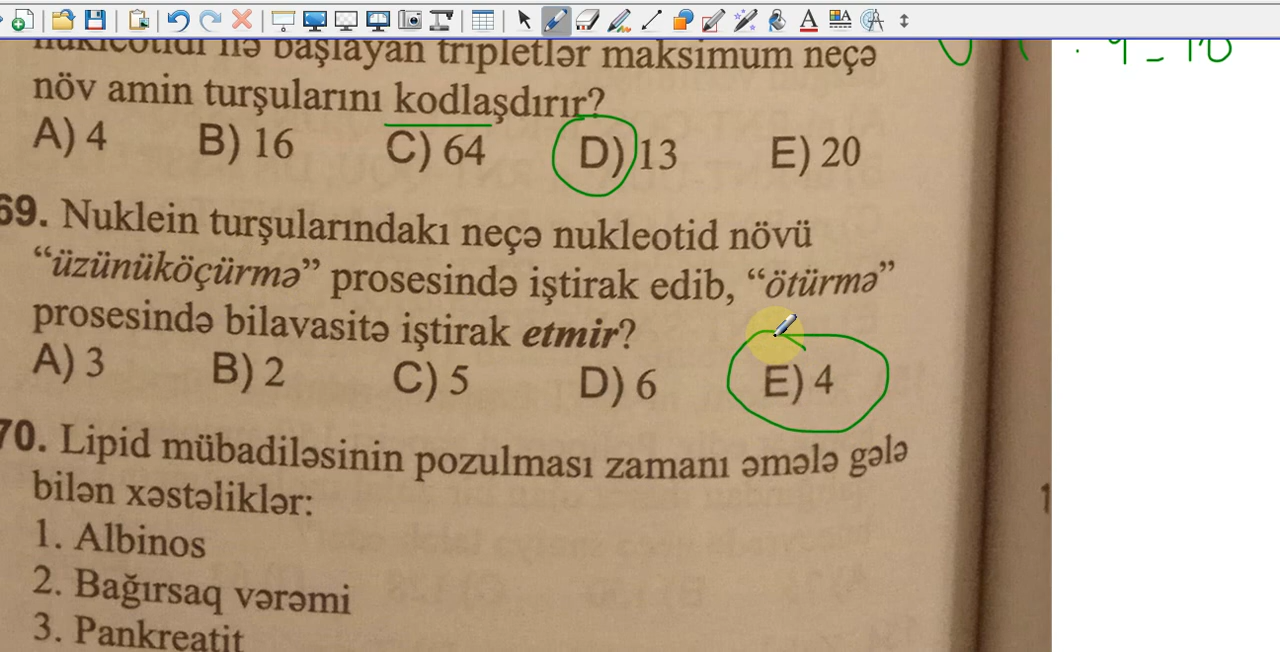 nukleotidi ilə başlayan tripletlər maksimum neçə
növ amin turşularını kodlaşdırır?
A) 4 B) 16 C) 64 D) 13 E) 20
69. Nuklein turşularındakı neçə nukleotid növü
“üzünüköçürmə” prosesində iştirak edib, “ötürmə”
prosesində bilavasitə iştirak etmir?
A) 3 B) 2 C) 5 D) 6 E) 4
70. Lipid mübadiləsinin pozulması zamanı əmələ gələ
bilən xəstəliklər:
1. Albinos
2. Bağırsaq vərəmi
3. Pankreatit